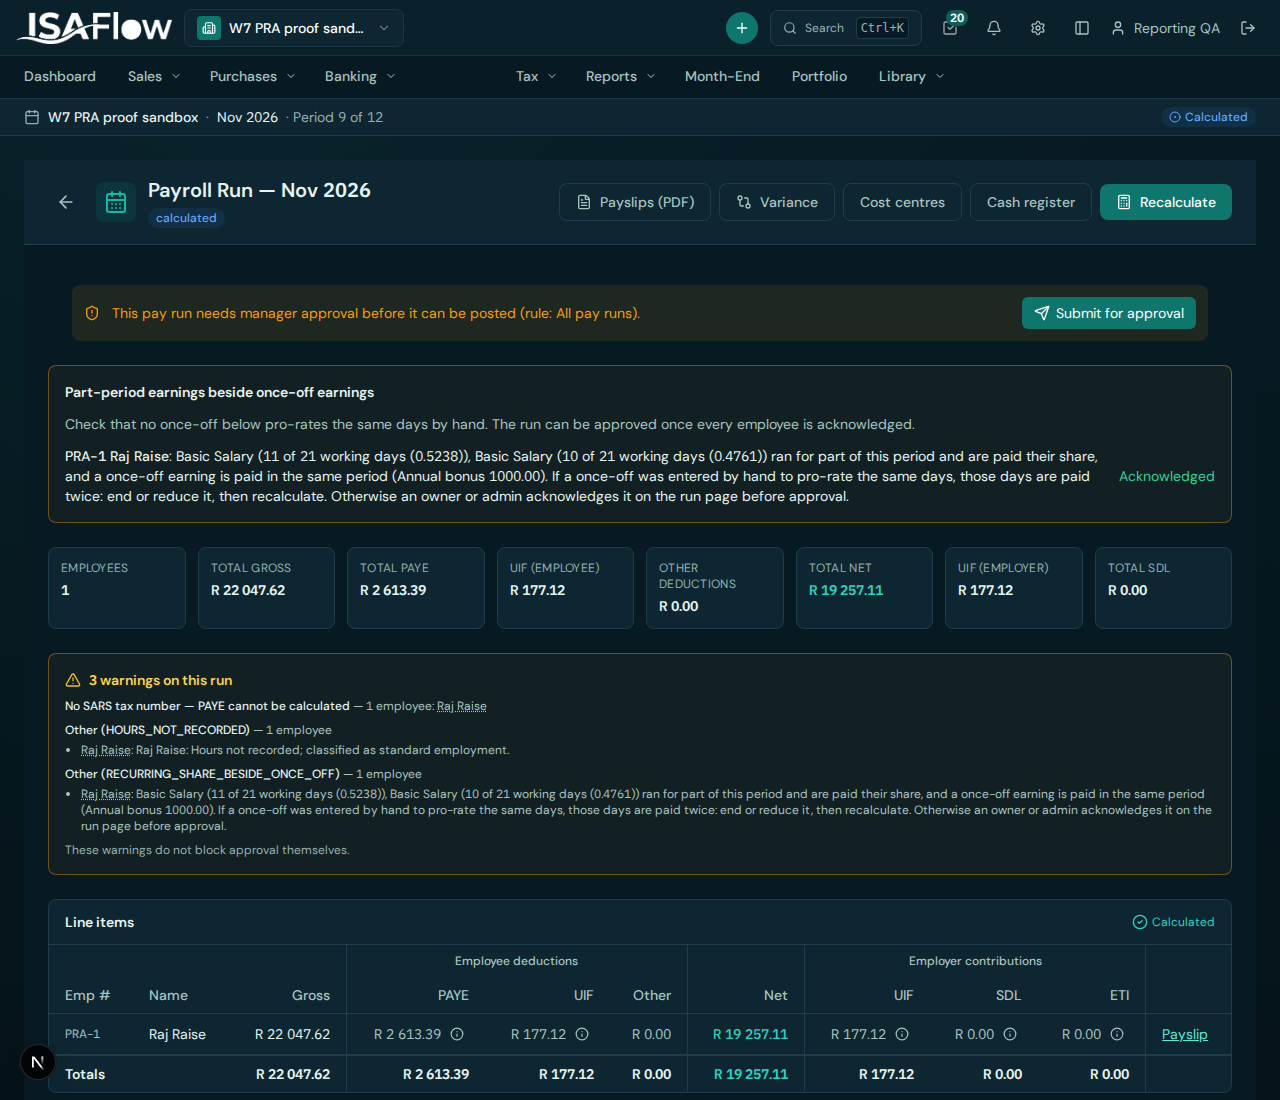 ISAFlow
W7 PRA proof sand...
Search Ctrl+K
20
Reporting QA
Dashboard Sales Purchases Banking Tax Reports Month-End Portfolio Library
W7 PRA proof sandbox · Nov 2026 · Period 9 of 12
Calculated
Payroll Run — Nov 2026
calculated
Payslips (PDF) Variance Cost centres Cash register Recalculate
This pay run needs manager approval before it can be posted (rule: All pay runs).
Submit for approval
Part-period earnings beside once-off earnings
Check that no once-off below pro-rates the same days by hand. The run can be approved once every employee is acknowledged.
PRA-1 Raj Raise: Basic Salary (11 of 21 working days (0.5238)), Basic Salary (10 of 21 working days (0.4761)) ran for part of this period and are paid their share,
and a once-off earning is paid in the same period (Annual bonus 1000.00). If a once-off was entered by hand to pro-rate the same days, those days are paid
twice: end or reduce it, then recalculate. Otherwise an owner or admin acknowledges it on the run page before approval.
Acknowledged
EMPLOYEES
1
TOTAL GROSS
R 22 047.62
TOTAL PAYE
R 2 613.39
UIF (EMPLOYEE)
R 177.12
OTHER
DEDUCTIONS
R 0.00
TOTAL NET
R 19 257.11
UIF (EMPLOYER)
R 177.12
TOTAL SDL
R 0.00
3 warnings on this run
No SARS tax number — PAYE cannot be calculated — 1 employee: Raj Raise
Other (HOURS_NOT_RECORDED) — 1 employee
• Raj Raise: Raj Raise: Hours not recorded; classified as standard employment.
Other (RECURRING_SHARE_BESIDE_ONCE_OFF) — 1 employee
• Raj Raise: Basic Salary (11 of 21 working days (0.5238)), Basic Salary (10 of 21 working days (0.4761)) ran for part of this period and are paid their share, and a once-off earning is paid in the same period
(Annual bonus 1000.00). If a once-off was entered by hand to pro-rate the same days, those days are paid twice: end or reduce it, then recalculate. Otherwise an owner or admin acknowledges it on the
run page before approval.
These warnings do not block approval themselves.
Line items
Calculated
Employee deductions Employer contributions
Emp # Name Gross PAYE UIF Other Net UIF SDL ETI
PRA-1 Raj Raise R 22 047.62 R 2 613.39 R 177.12 R 0.00 R 19 257.11 R 177.12 R 0.00 R 0.00 Payslip
N
Totals R 22 047.62 R 2 613.39 R 177.12 R 0.00 R 19 257.11 R 177.12 R 0.00 R 0.00